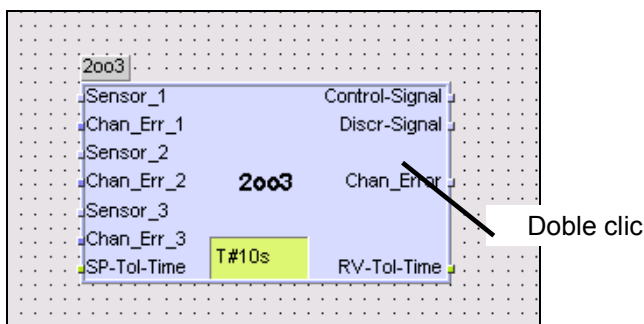 2oo3
Sensor_1 Control-Signal
Chan_Err_1 Discr-Signal
Sensor_2
Chan_Err_2 2oo3 Chan_Error
Sensor_3
Chan_Err_3
SP-Tol-Time T#10s RV-Tol-Time
Doble clic